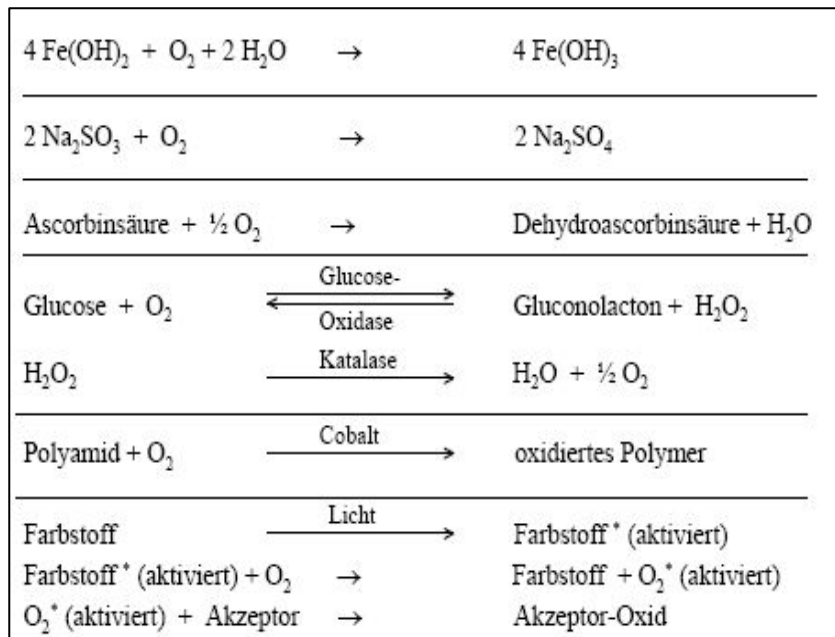 4 Fe(OH)₂ + O₂ + 2 H₂O → 4 Fe(OH)₃
2 Na₂SO₃ + O₂ → 2 Na₂SO₄
Ascorbinsäure + ½ O₂ → Dehydroascorbinsäure + H₂O
Glucose-
Glucose + O₂ ⇌ Gluconolacton + H₂O₂
Oxidase
Katalase
H₂O₂ → H₂O + ½ O₂
Cobalt
Polyamid + O₂ → oxidiertes Polymer
Licht
Farbstoff → Farbstoff * (aktiviert)
Farbstoff * (aktiviert) + O₂ → Farbstoff + O₂* (aktiviert)
O₂* (aktiviert) + Akzeptor → Akzeptor-Oxid